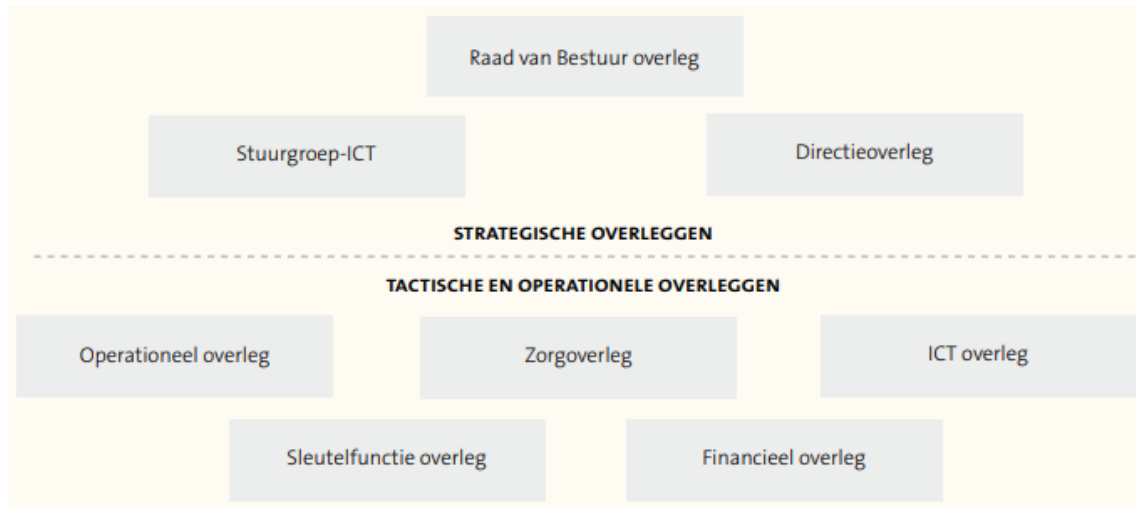 Raad van Bestuur overleg
Stuurgroep-ICT
Directieoverleg
STRATEGISCHE OVERLEGGEN
TACTISCHE EN OPERATIONELE OVERLEGGEN
Operationeel overleg
Zorgoverleg
ICT overleg
Sleutelfunctie overleg
Financieel overleg